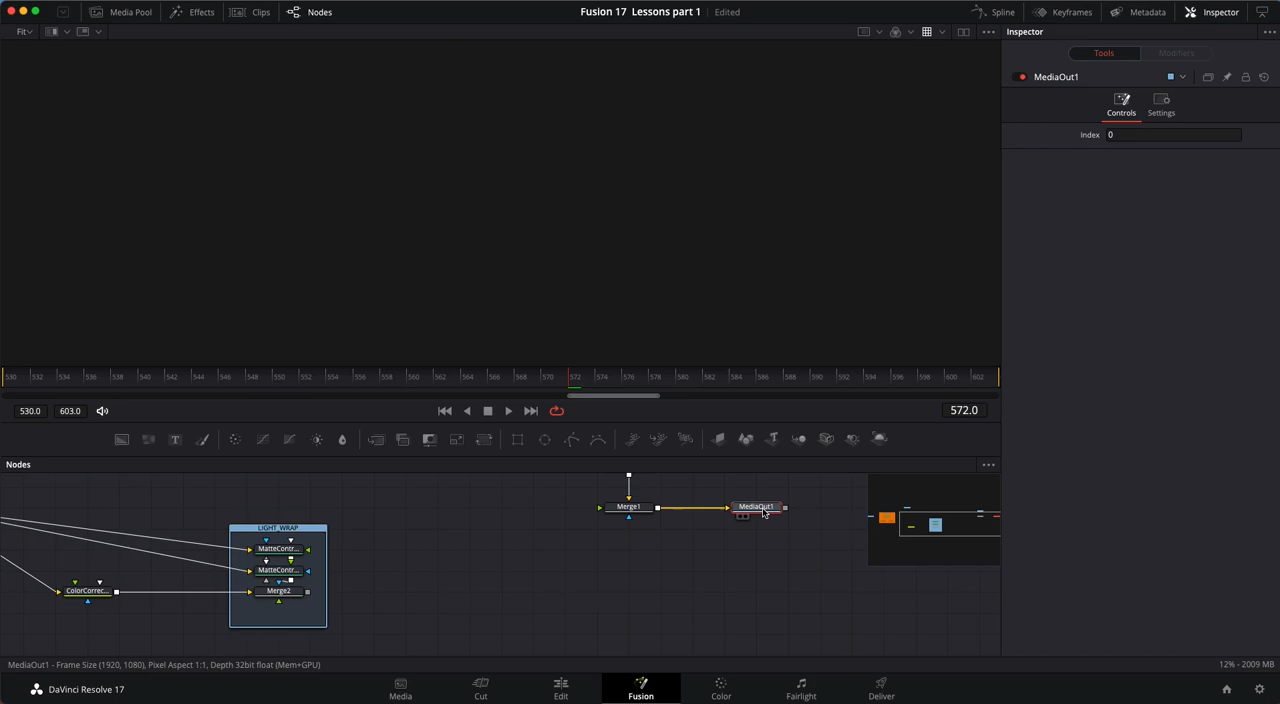 Media Pool Effects Clips Nodes Fusion 17 Lessons part 1 Edited Spline Keyframes Metadata Inspector
Fit
Inspector
Tools Modifiers
MediaOut1
Controls Settings
Index 0
530 532 534 536 538 540 542 544 546 548 550 552 554 556 558 560 562 564 566 568 570 572 574 576 578 580 582 584 586 588 590 592 594 596 598 600 602
530.0 603.0 572.0
Nodes
Merge1 MediaOut1
LIGHT_WRAP
MatteContr...
MatteContr...
ColorCorrec... Merge2
MediaOut1 - Frame Size (1920, 1080), Pixel Aspect 1:1, Depth 32bit float (Mem+GPU) 12% - 2009 MB
DaVinci Resolve 17 Media Cut Edit Fusion Color Fairlight Deliver